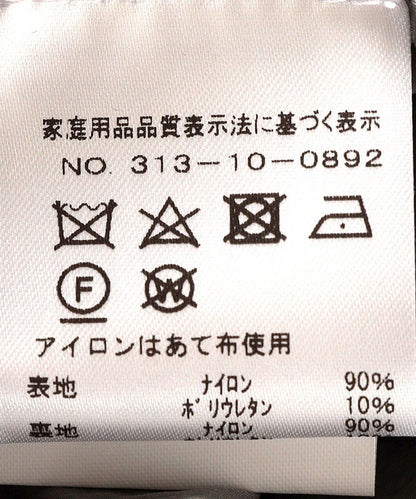 家庭用品品質表示法に基づく表示
NO. 313-10-0892
F W
アイロンはあて布使用
表地 ナイロン 90%
ポリウレタン 10%
裏地 ナイロン 90%